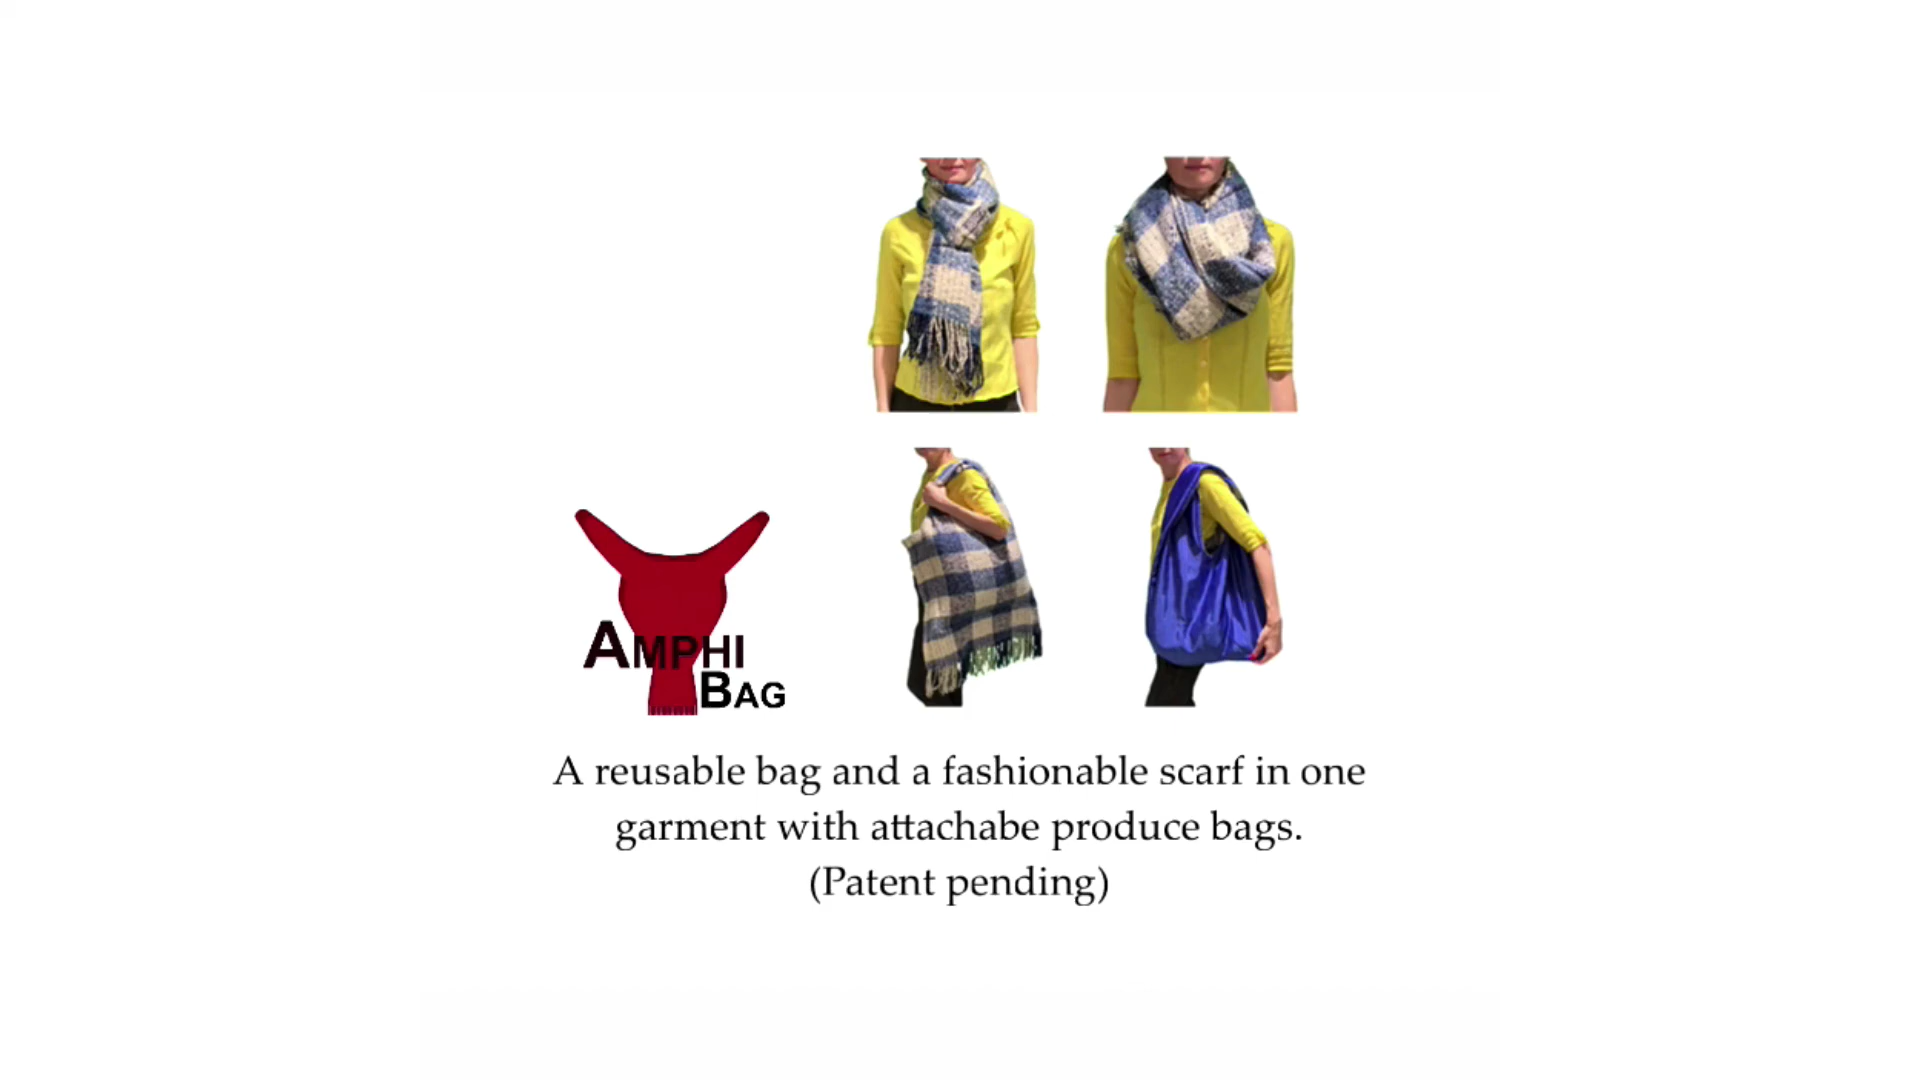 AMPHI
BAG
A reusable bag and a fashionable scarf in one
garment with attachabe produce bags.
(Patent pending)